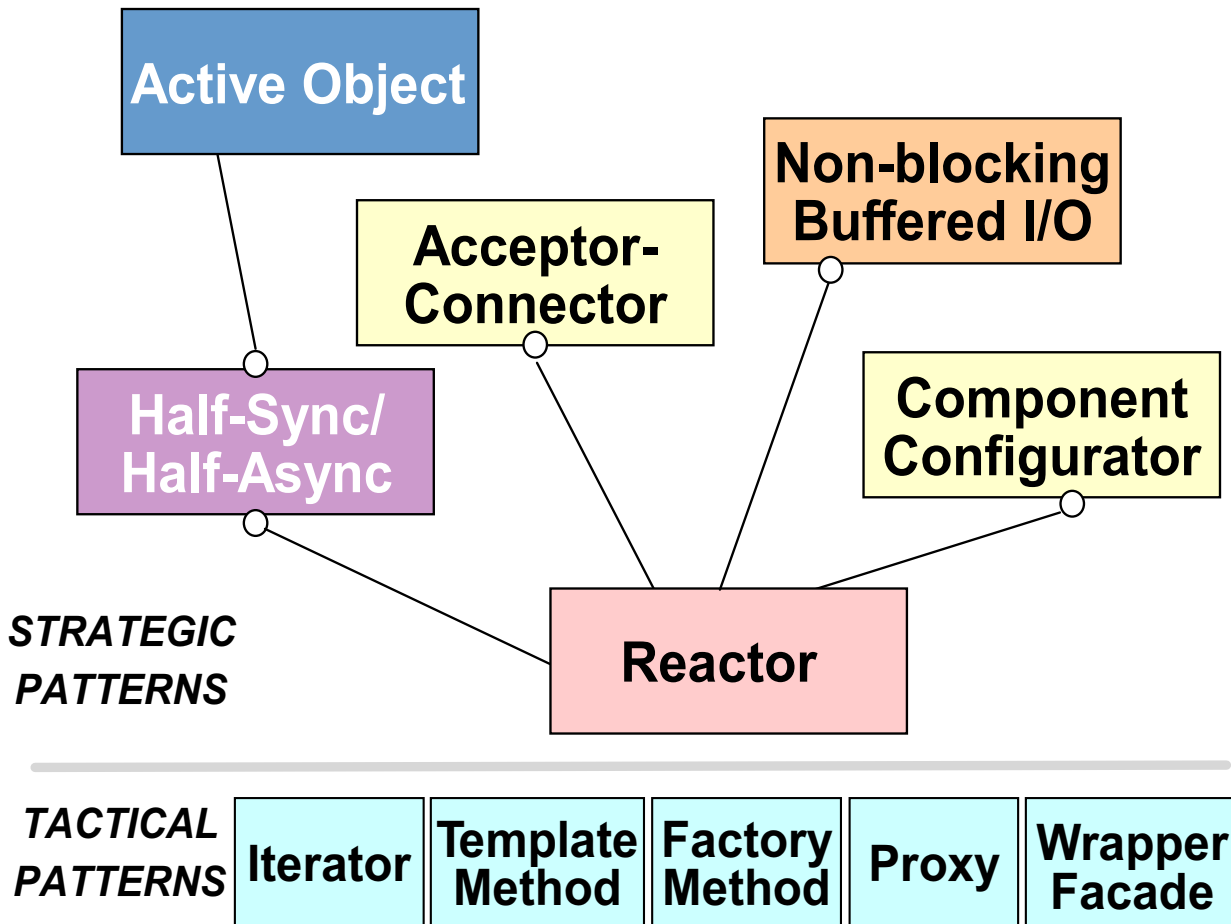 Active Object
Non-blocking
Buffered I/O
Acceptor-
Connector
Component
Configurator
Half-Sync/
Half-Async
Reactor
STRATEGIC
PATTERNS
TACTICAL
PATTERNS
Iterator
Template
Method
Factory
Method
Proxy
Wrapper
Facade